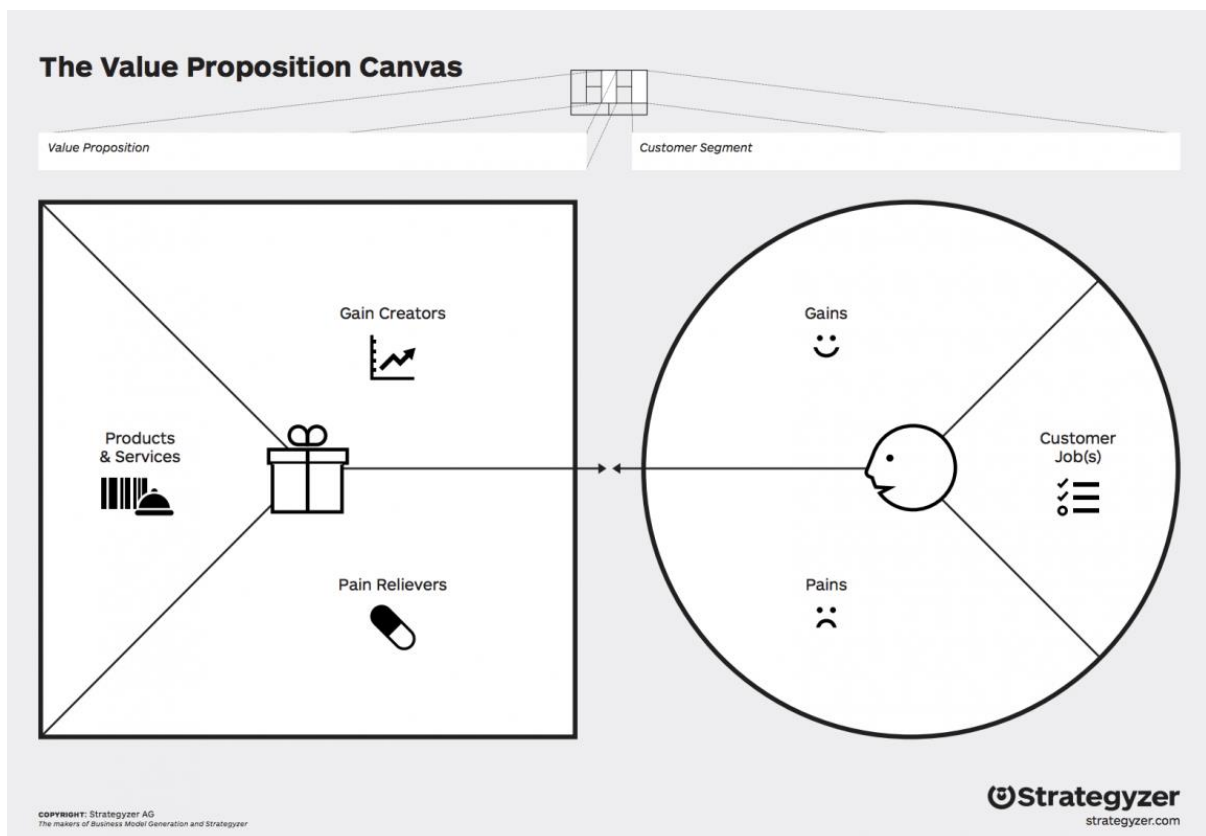 The Value Proposition Canvas
Value Proposition
Customer Segment
Gain Creators
Gains
Products
& Services
Customer
Job(s)
Pain Relievers
Pains
COPYRIGHT: Strategyzer AG
The makers of Business Model Generation and Strategyzer
Strategyzer
strategyzer.com